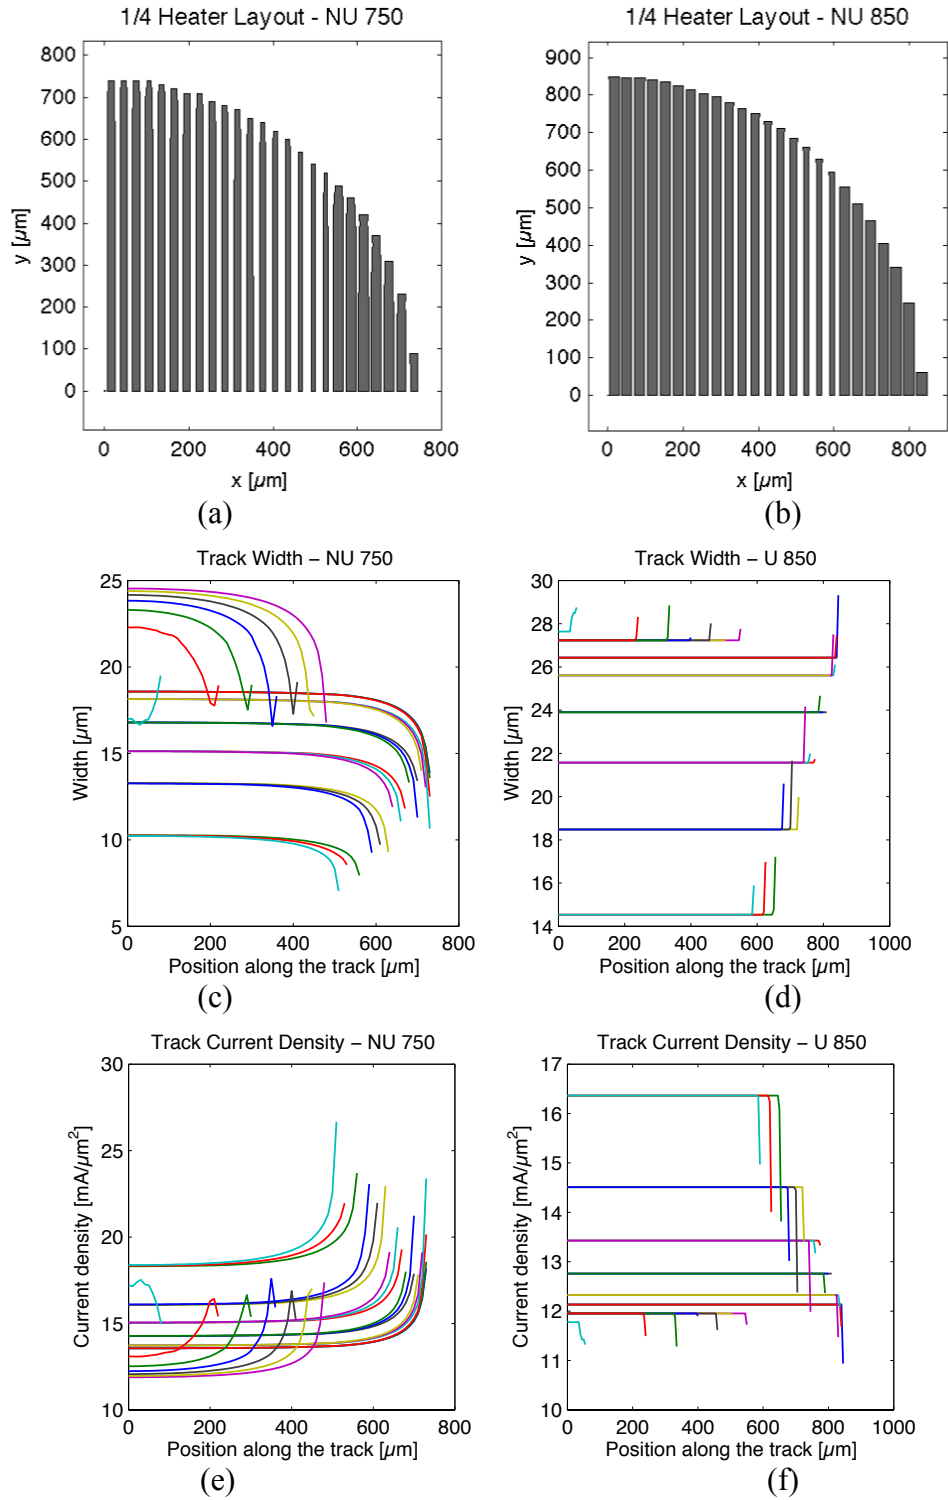 1/4 Heater Layout - NU 750
800
700
600
500
400
300
200
100
0
y [µm]
0 200 400 600 800
x [µm]
(a)
1/4 Heater Layout - NU 850
900
800
700
600
500
400
300
200
100
0
y [µm]
0 200 400 600 800
x [µm]
(b)
Track Width – NU 750
25
20
15
10
5
Width [µm]
0 200 400 600 800
Position along the track [µm]
(c)
Track Width – U 850
30
28
26
24
22
20
18
16
14
Width [µm]
0 200 400 600 800 1000
Position along the track [µm]
(d)
Track Current Density – NU 750
30
25
20
15
10
Current density [mA/µm²]
0 200 400 600 800
Position along the track [µm]
(e)
Track Current Density – U 850
17
16
15
14
13
12
11
10
Current density [mA/µm²]
0 200 400 600 800 1000
Position along the track [µm]
(f)